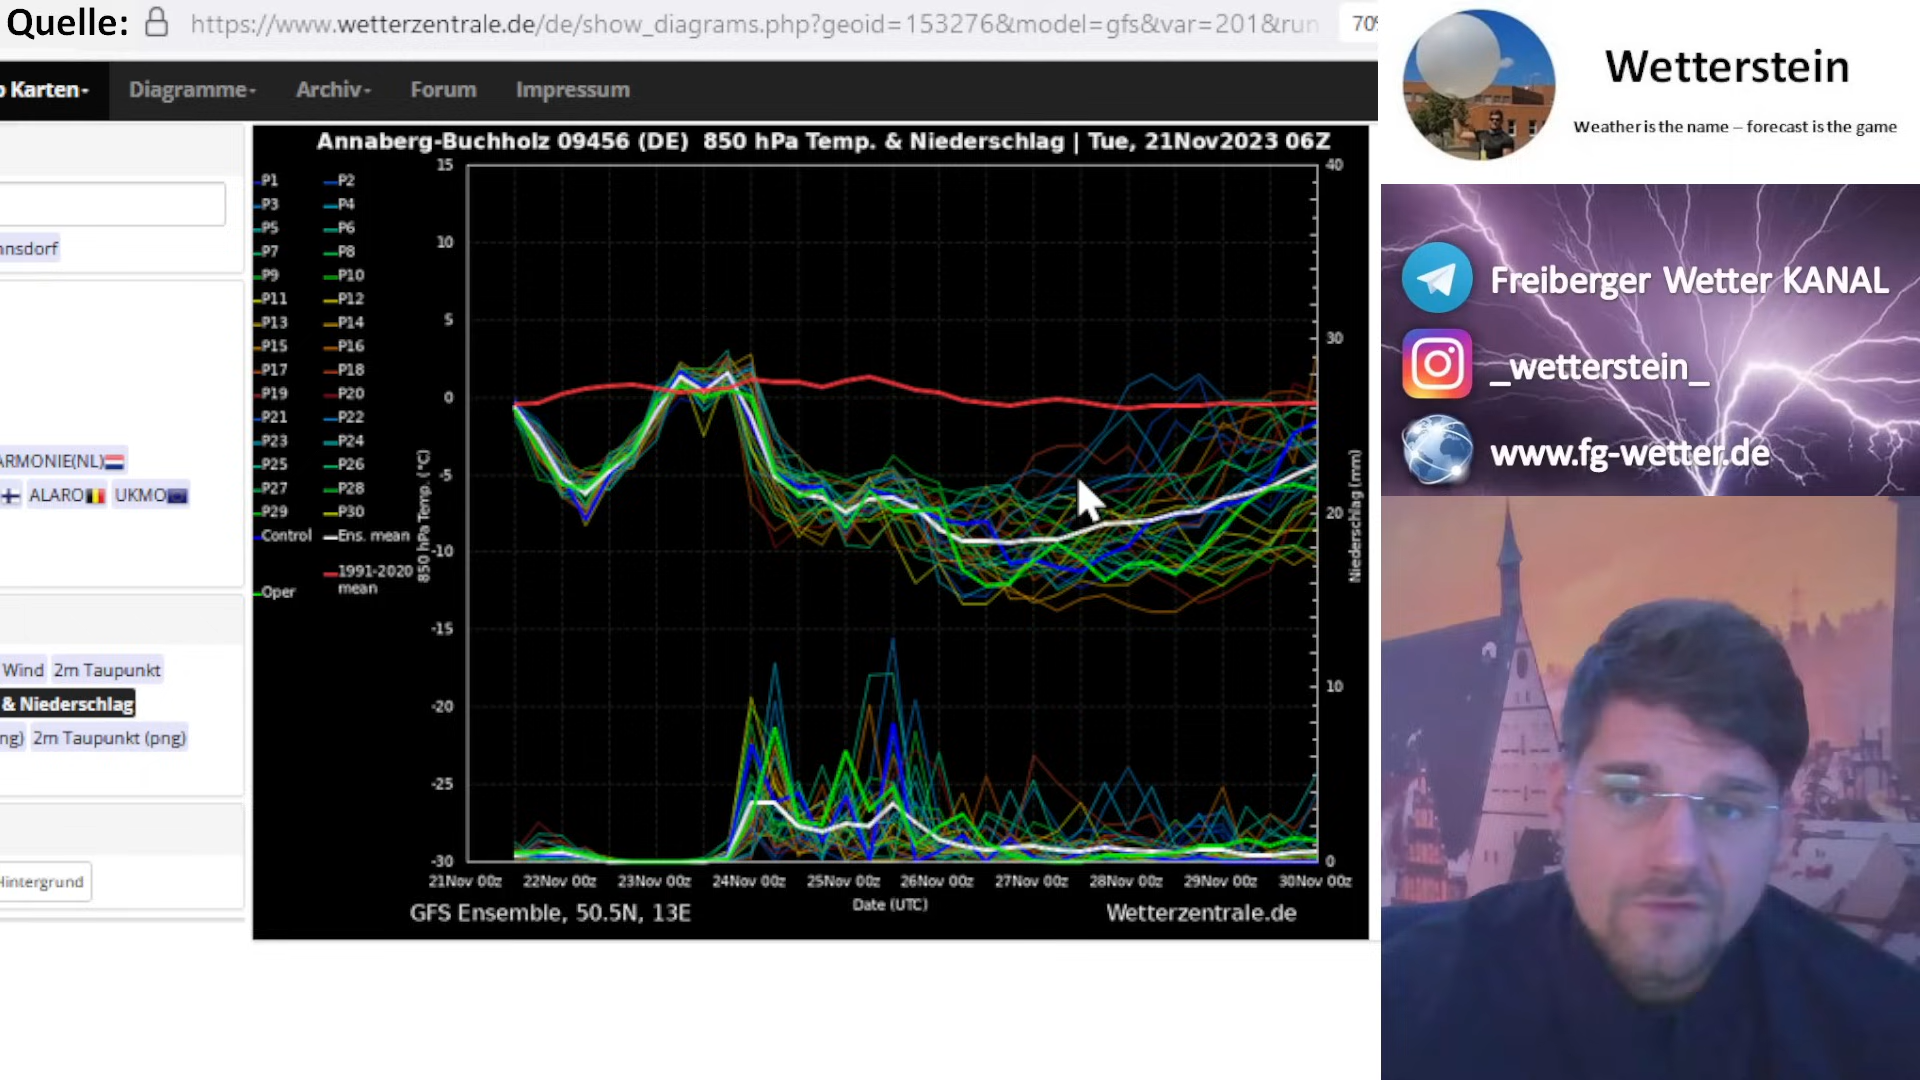 Quelle: https://www.wetterzentrale.de/de/show_diagrams.php?geoid=153276&model=gfs&var=201&run
Karten
Diagramme
Archiv
Forum
Impressum
nnsdorf
ARMONIE(NL)
ALARO UKMO
Wind 2m Taupunkt
& Niederschlag
ng) 2m Taupunkt (png)
Hintergrund
Annaberg-Buchholz 09456 (DE) 850 hPa Temp. & Niederschlag | Tue, 21Nov2023 06Z
P1 P2
P3 P4
P5 P6
P7 P8
P9 P10
P11 P12
P13 P14
P15 P16
P17 P18
P19 P20
P21 P22
P23 P24
P25 P26
P27 P28
P29 P30
Control Ens. mean
1991-2020
mean
Oper
850 hPa Temp. (°C)
15
10
5
0
-5
-10
-15
-20
-25
-30
40
30
20
10
0
Niederschlag (mm)
21Nov 00z 22Nov 00z 23Nov 00z 24Nov 00z 25Nov 00z 26Nov 00z 27Nov 00z 28Nov 00z 29Nov 00z 30Nov 00z
Date (UTC)
GFS Ensemble, 50.5N, 13E
Wetterzentrale.de
Wetterstein
Weather is the name – forecast is the game
Freiberger Wetter KANAL
_wetterstein_
www.fg-wetter.de